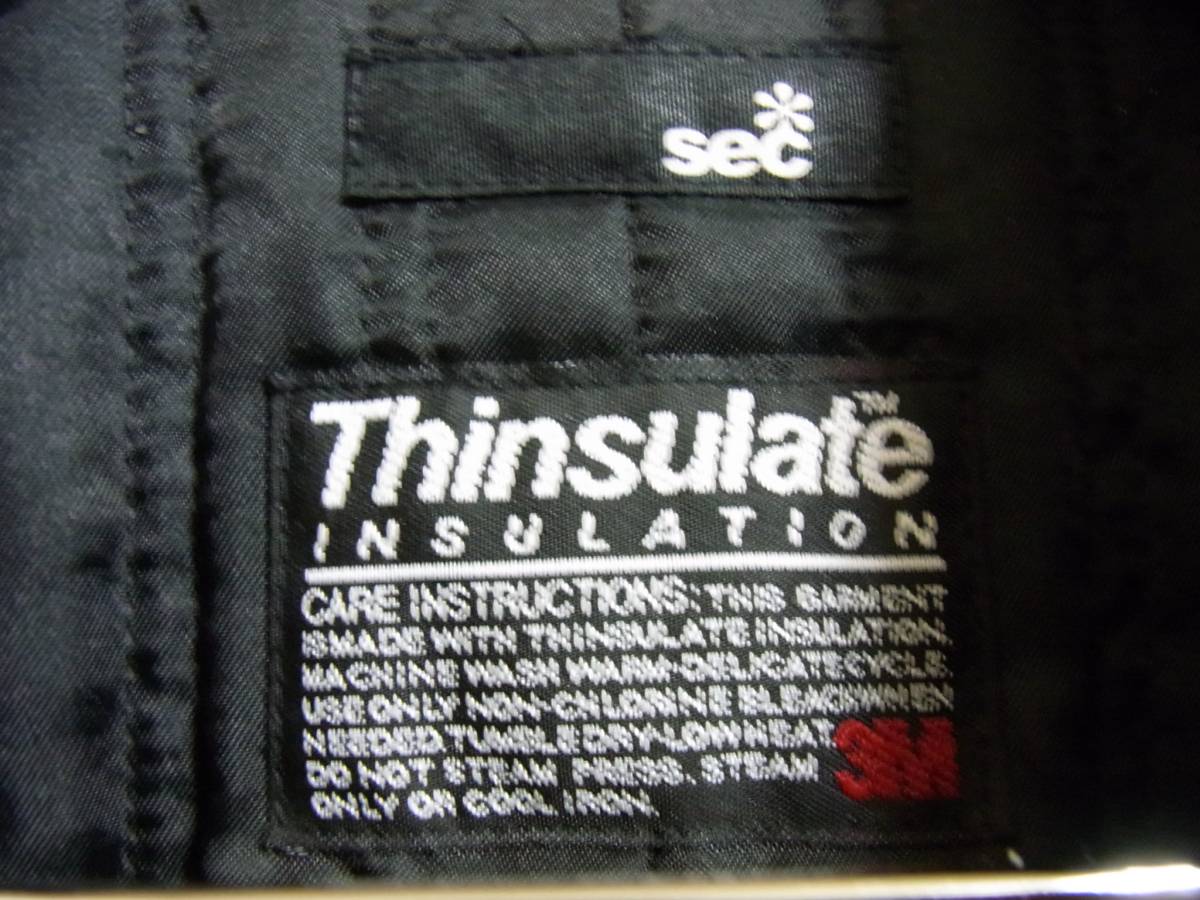 sec*
Thinsulate™
INSULATION
CARE INSTRUCTIONS: THIS GARMENT
IS MADE WITH THINSULATE INSULATION.
MACHINE WASH WARM-DELICATE CYCLE.
USE ONLY NON-CHLORINE BLEACH WHEN
NEEDED. TUMBLE DRY-LOW HEAT
DO NOT STEAM PRESS. STEAM
ONLY OR COOL IRON.
3M